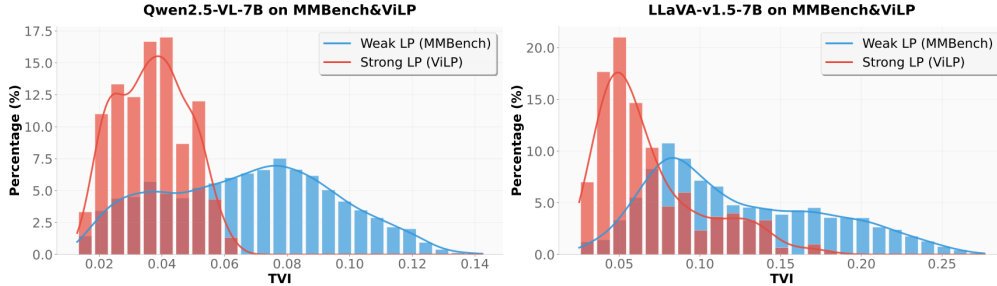 Qwen2.5-VL-7B on MMBench&ViLP
Percentage (%)
17.5
15.0
12.5
10.0
7.5
5.0
2.5
0.0
Weak LP (MMBench)
Strong LP (ViLP)
0.02 0.04 0.06 0.08 0.10 0.12 0.14
TVI
LLaVA-v1.5-7B on MMBench&ViLP
Percentage (%)
20.0
15.0
10.0
5.0
0.0
Weak LP (MMBench)
Strong LP (ViLP)
0.05 0.10 0.15 0.20 0.25
TVI